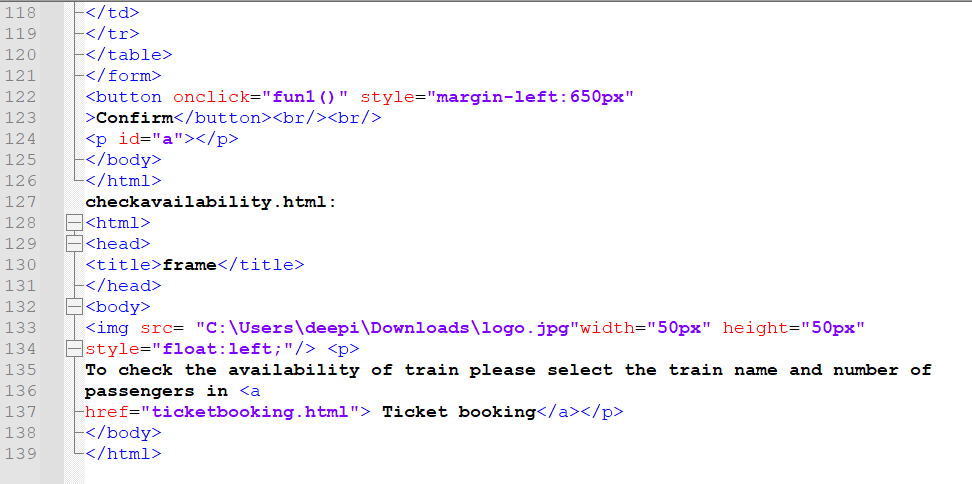 118 </td>
119 </tr>
120 </table>
121 </form>
122 <button onclick="fun1()" style="margin-left:650px"
123 >Confirm</button><br/><br/>
124 <p id="a"></p>
125 </body>
126 </html>
127 checkavailability.html:
128 <html>
129 <head>
130 <title>frame</title>
131 </head>
132 <body>
133 <img src= "C:\Users\deepi\Downloads\logo.jpg"width="50px" height="50px"
134 style="float:left;"/> <p>
135 To check the availability of train please select the train name and number of
136 passengers in <a
137 href="ticketbooking.html"> Ticket booking</a></p>
138 </body>
139 </html>